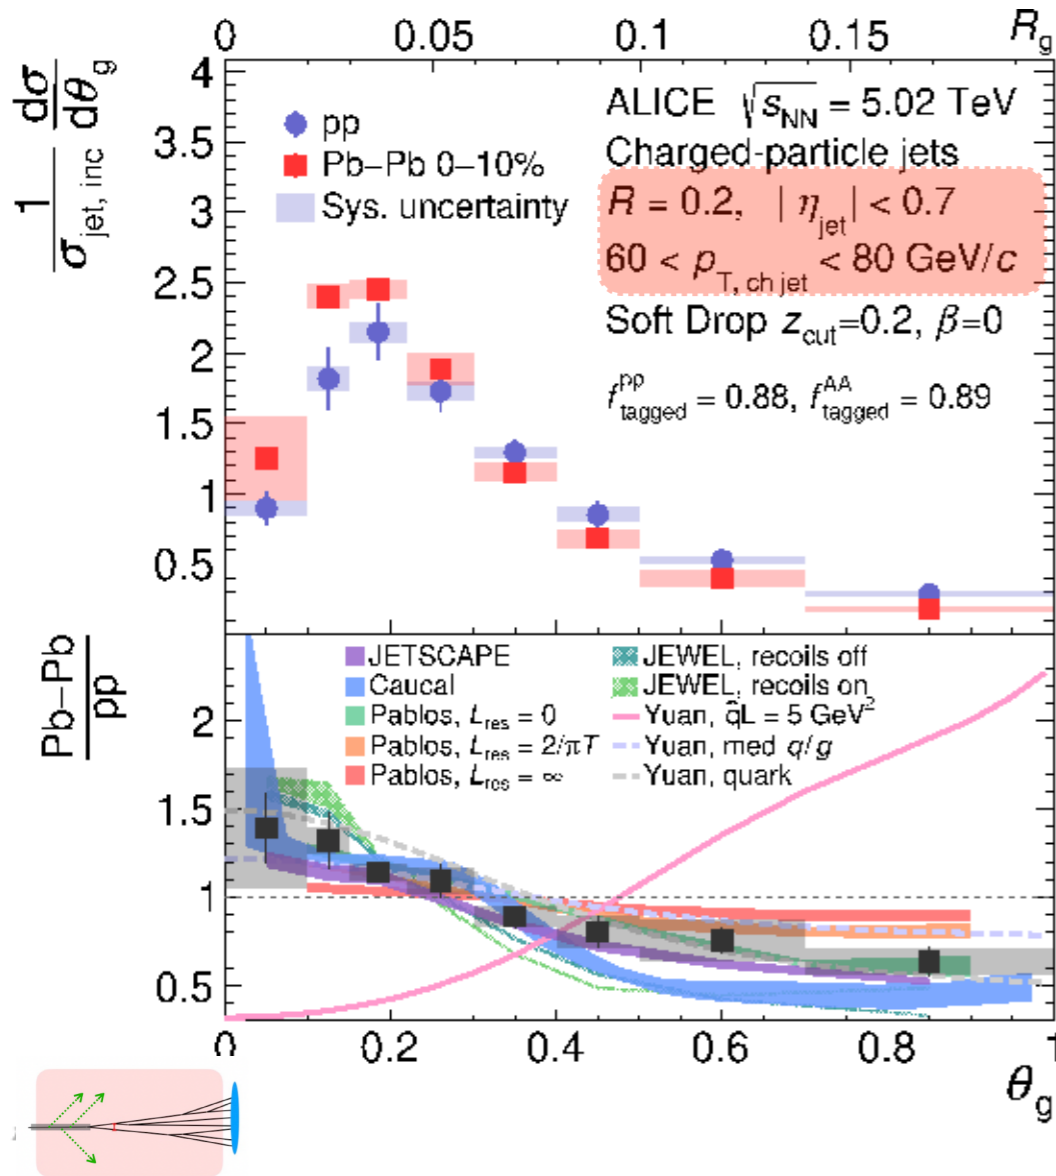 0 0.05 0.1 0.15 R_g
1/σ_jet, inc dσ/dθ_g
4
3.5
3
2.5
2
1.5
1
0.5
pp
Pb–Pb 0–10%
Sys. uncertainty
ALICE √s_NN = 5.02 TeV
Charged-particle jets
R = 0.2, | η_jet | < 0.7
60 < p_T, ch jet < 80 GeV/c
Soft Drop z_cut=0.2, β=0
f^pp_tagged = 0.88, f^AA_tagged = 0.89
Pb–Pb/pp
2
1.5
1
0.5
JETSCAPE
Caucal
Pablos, L_res = 0
Pablos, L_res = 2/πT
Pablos, L_res = ∞
JEWEL, recoils off
JEWEL, recoils on
Yuan, q̂L = 5 GeV²
Yuan, med q/g
Yuan, quark
0 0.2 0.4 0.6 0.8 1
θ_g